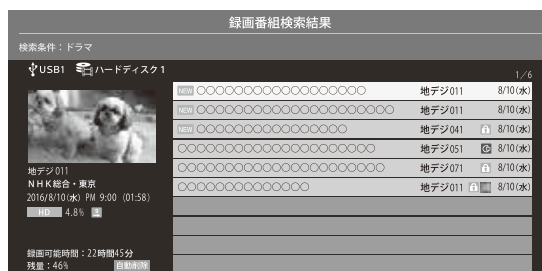 録画番組検索結果
検索条件：ドラマ
USB1 ハードディスク1
1/6
NEW ○○○○○○○○○○○○○○○○○○ 地デジ011 8/10(水)
NEW ○○○○○○○○○○○○○○○○○○○○○ 地デジ011 8/10(水)
NEW ○○○○○○○○○○○○○○○○ 地デジ041 8/10(水)
○○○○○○○○○○○○○○○○○○○○○ 地デジ051 G 8/10(水)
○○○○○○○○○○○○○○○○○○○○○○ 地デジ071 8/10(水)
○○○○○○○○○○○○○○ 地デジ011 8/10(水)
地デジ011
NHK総合・東京
2016/8/10(水) PM 9:00 (01:58)
HD 4.8%
録画可能時間：22時間45分
残量：46% 自動削除